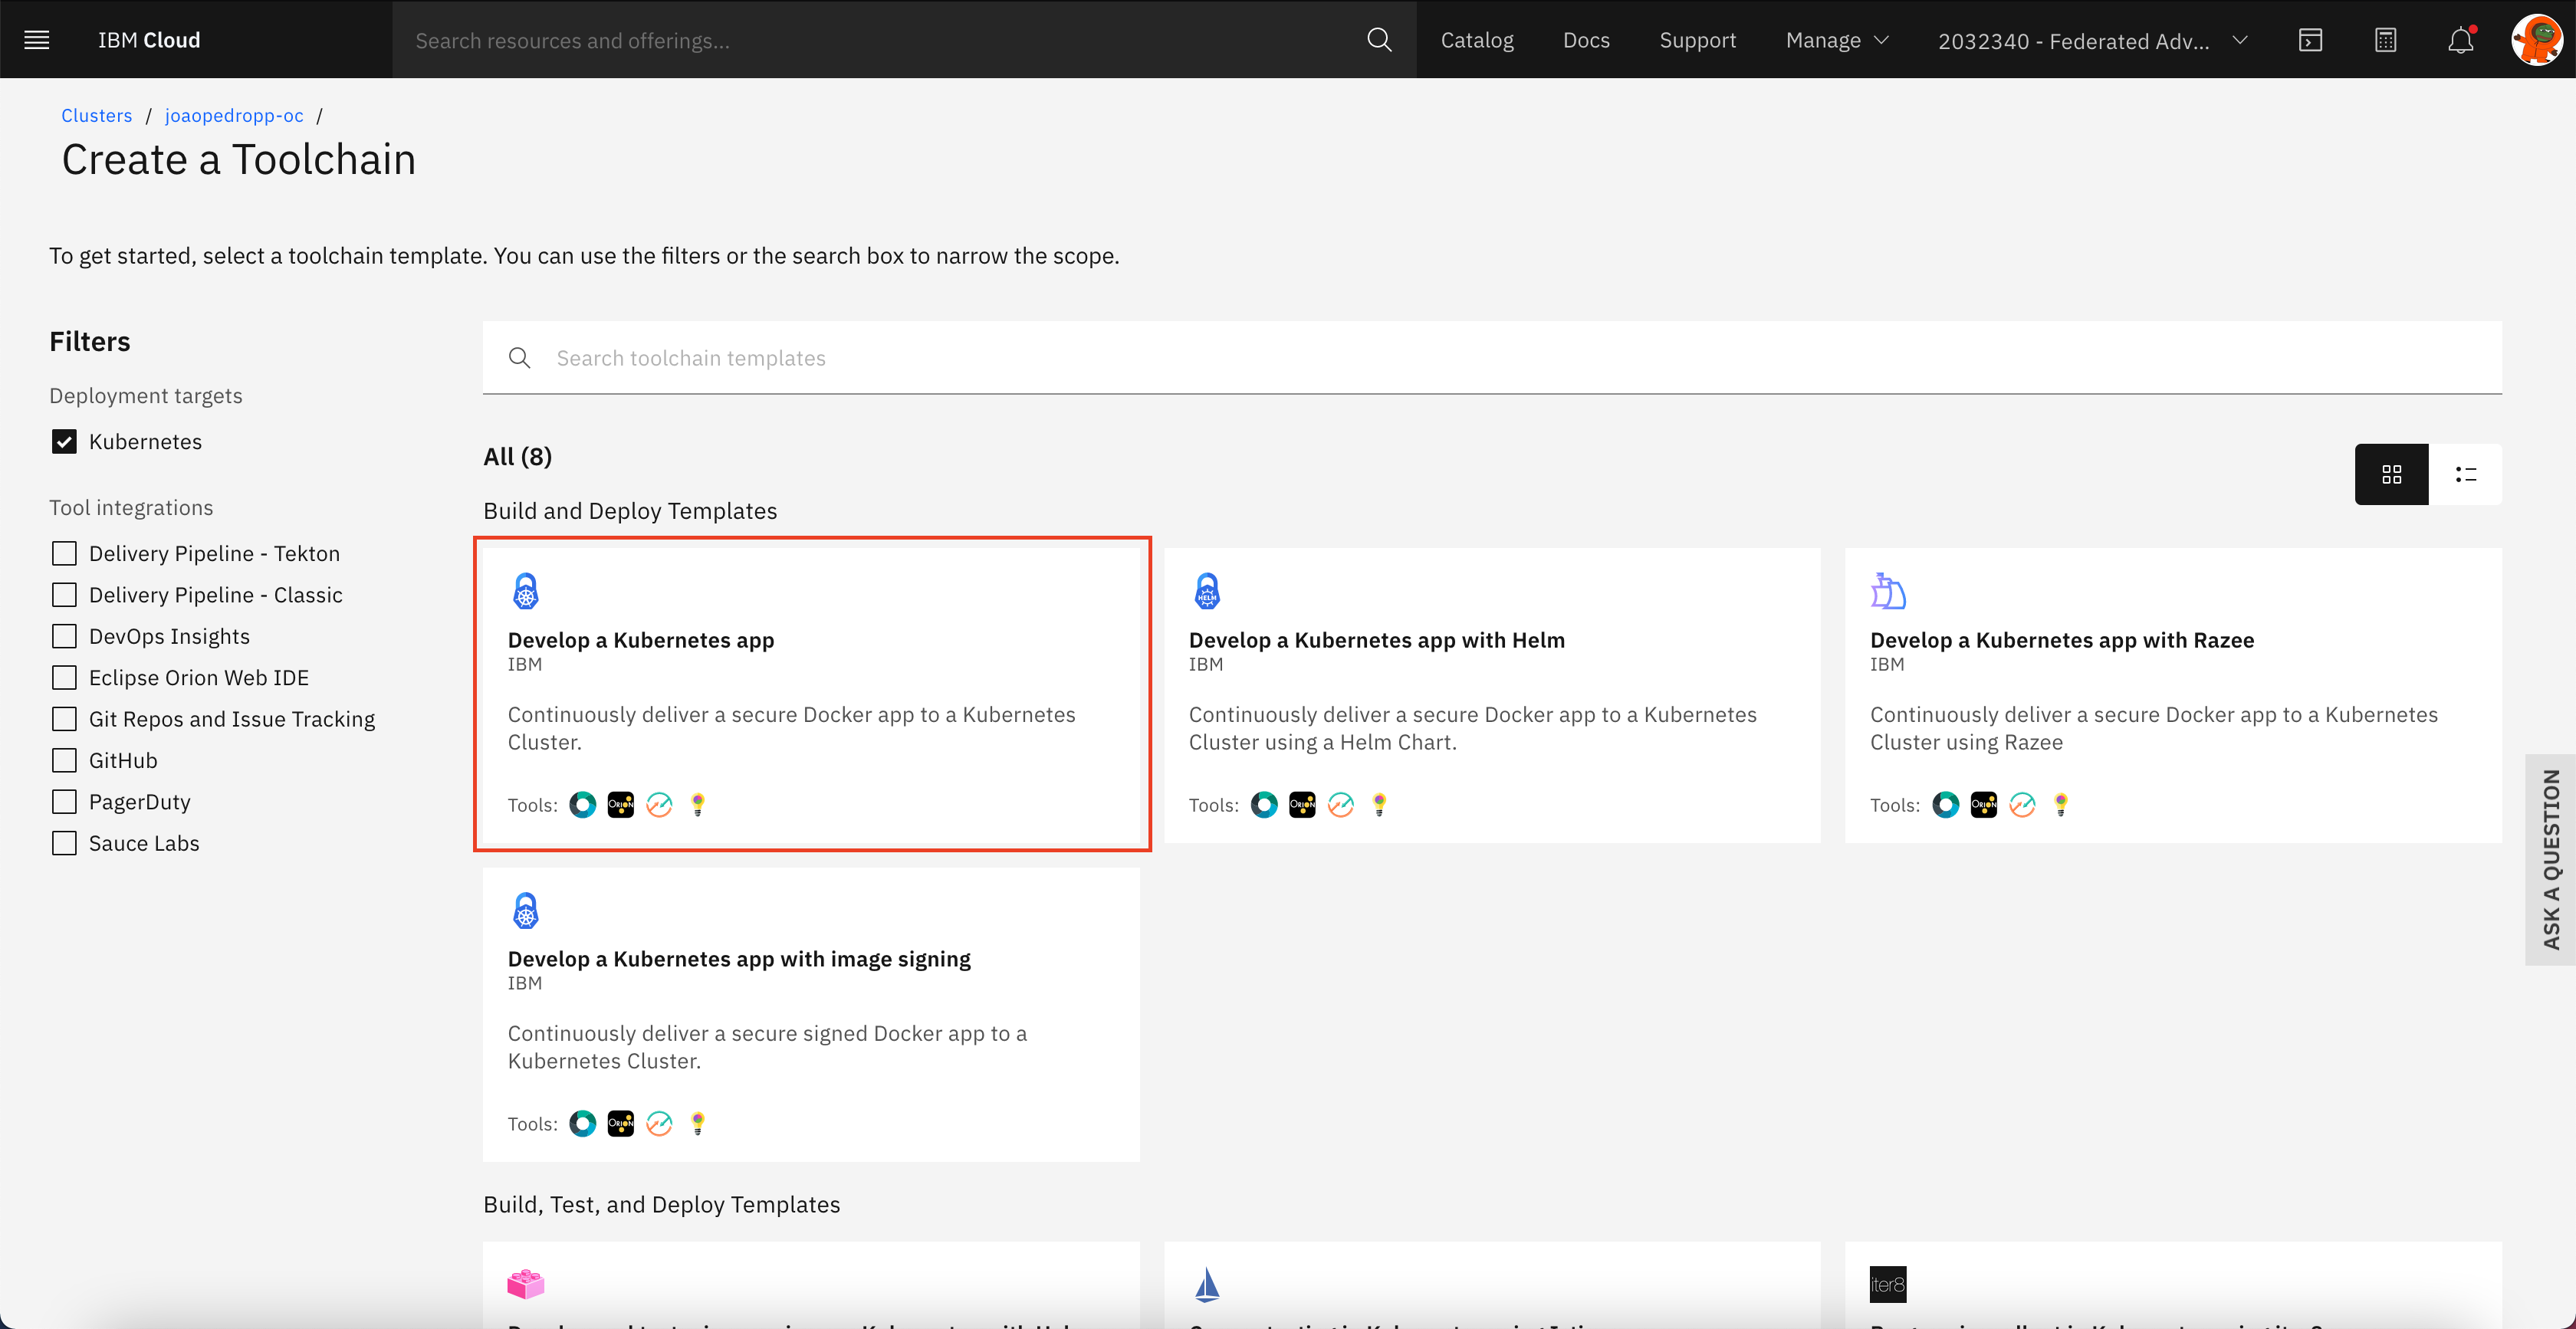 IBM Cloud
Search resources and offerings...
Catalog
Docs
Support
Manage
2032340 - Federated Adv...
Clusters / joaopedropp-oc /
Create a Toolchain
To get started, select a toolchain template. You can use the filters or the search box to narrow the scope.
Filters
Deployment targets
Kubernetes
Tool integrations
Delivery Pipeline - Tekton
Delivery Pipeline - Classic
DevOps Insights
Eclipse Orion Web IDE
Git Repos and Issue Tracking
GitHub
PagerDuty
Sauce Labs
Search toolchain templates
All (8)
Build and Deploy Templates
Develop a Kubernetes app
IBM
Continuously deliver a secure Docker app to a Kubernetes
Cluster.
Tools:
ORION
HELM
Develop a Kubernetes app with Helm
IBM
Continuously deliver a secure Docker app to a Kubernetes
Cluster using a Helm Chart.
Tools:
ORION
Develop a Kubernetes app with Razee
IBM
Continuously deliver a secure Docker app to a Kubernetes
Cluster using Razee
Tools:
ORION
Develop a Kubernetes app with image signing
IBM
Continuously deliver a secure signed Docker app to a
Kubernetes Cluster.
Tools:
ORION
Build, Test, and Deploy Templates
iter8
ASK A QUESTION